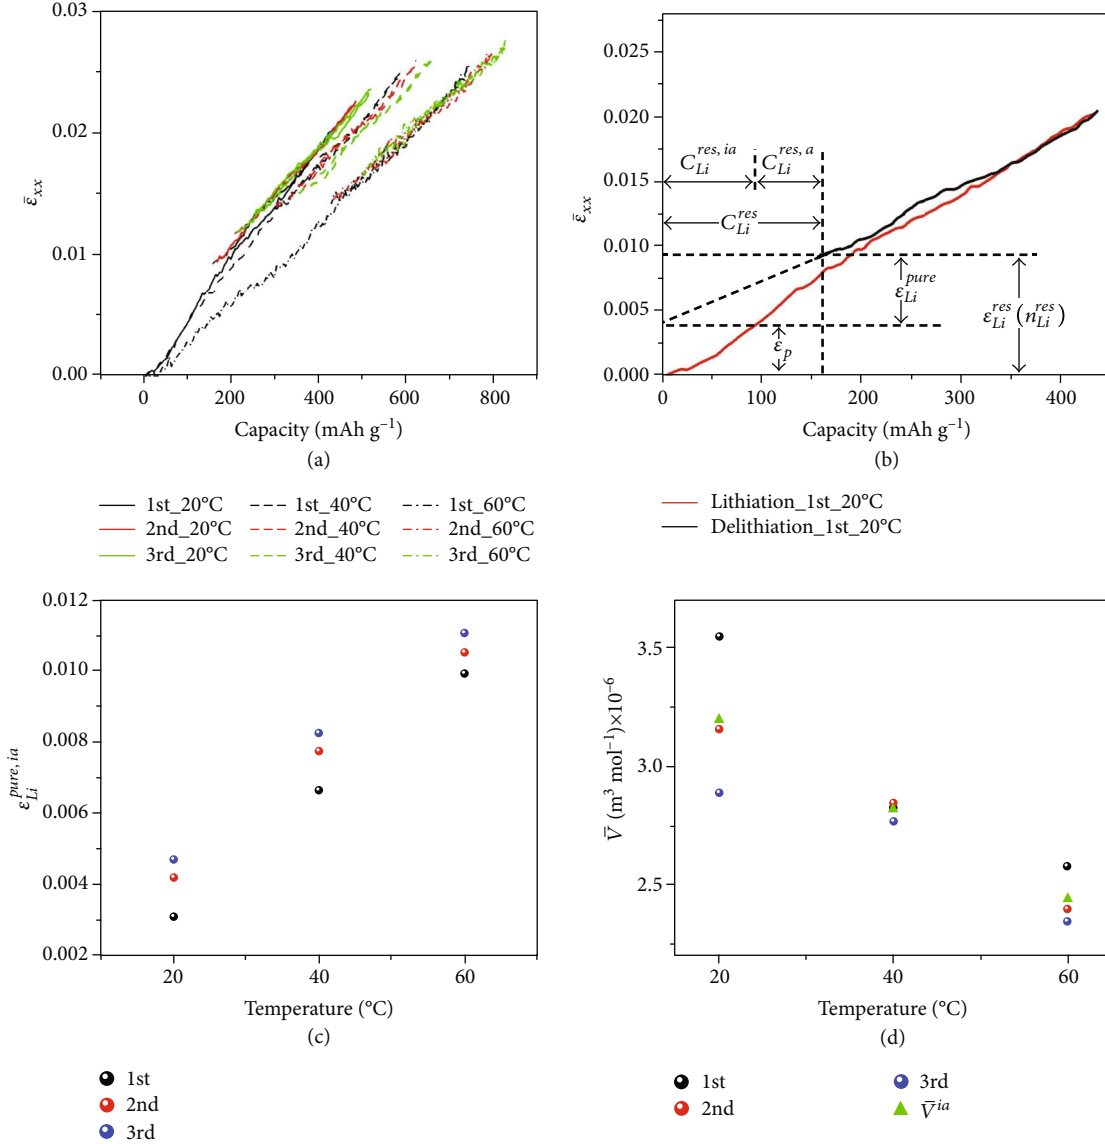 0.03
0.02
0.01
0.00
ε̄xx
0 200 400 600 800
Capacity (mAh g⁻¹)
(a)
1st_20°C 1st_40°C 1st_60°C
2nd_20°C 2nd_40°C 2nd_60°C
3rd_20°C 3rd_40°C 3rd_60°C
0.025
0.020
0.015
0.010
0.005
0.000
ε̄xx
C_Li^res, ia C_Li^res, a
C_Li^res
ε_Li^pure
ε_Li^res (n_Li^res)
ε_p
0 100 200 300 400
Capacity (mAh g⁻¹)
(b)
Lithiation_1st_20°C
Delithiation_1st_20°C
0.012
0.010
0.008
0.006
0.004
0.002
ε_Li^pure, ia
20 40 60
Temperature (°C)
(c)
1st
2nd
3rd
3.5
3.0
2.5
V̄ (m³ mol⁻¹)×10⁻⁶
20 40 60
Temperature (°C)
(d)
1st 3rd
2nd V̄^ia